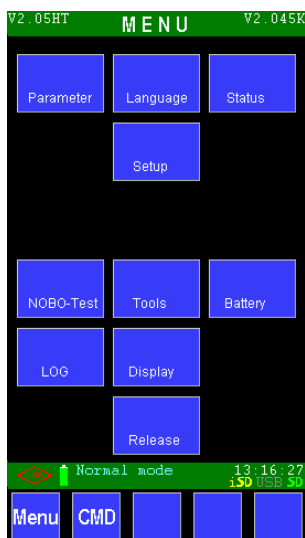 V2.05HT MENU V2.045K
Parameter Language Status
Setup
NOBO-Test Tools Battery
LOG Display
Release
Normal mode 13:16:27
iSD USB SD
Menu CMD